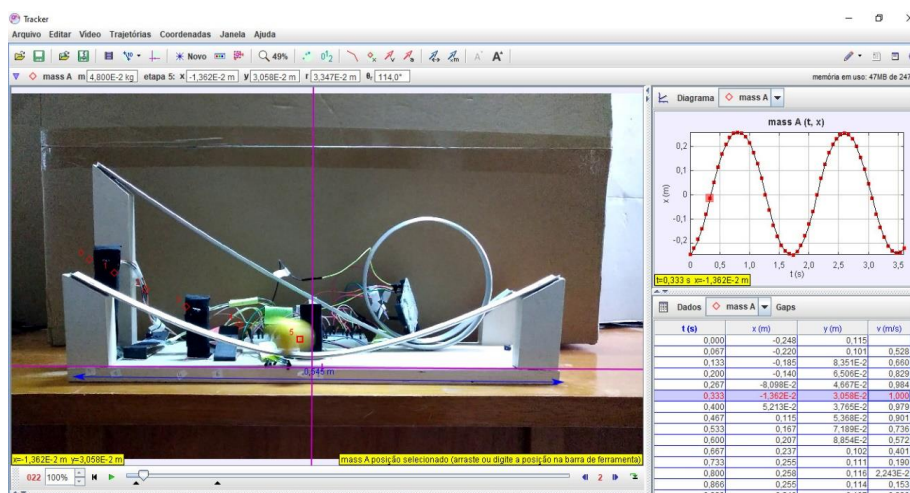 Tracker
Arquivo Editar Video Trajetórias Coordenadas Janela Ajuda
Novo 49%
mass A m 4,800E-2 kg etapa 5: x -1,362E-2 m y 3,058E-2 m r 3,347E-2 m θr 114,0°
memória em uso: 47MB de 247
Diagrama mass A
mass A (t, x)
x (m)
0,2
0,1
0
-0,1
-0,2
0 0,5 1,0 1,5 2,0 2,5 3,0 3,5
t (s)
t=0,333 s x=-1,362E-2 m
Dados mass A Gaps
t (s) x (m) y (m) v (m/s)
0,000 -0,248 0,115
0,067 -0,220 0,101 0,528
0,133 -0,185 8,351E-2 0,660
0,200 -0,140 6,506E-2 0,829
0,267 -8,098E-2 4,667E-2 0,984
0,333 -1,362E-2 3,058E-2 1,000
0,400 5,213E-2 3,765E-2 0,979
0,467 0,115 5,368E-2 0,901
0,533 0,167 7,189E-2 0,736
0,600 0,207 8,854E-2 0,572
0,667 0,237 0,102 0,401
0,733 0,255 0,111 0,190
0,800 0,258 0,116 2,243E-2
0,866 0,255 0,114 0,153
5
0,645 m
x=-1,362E-2 m y=3,058E-2 m
mass A posição selecionado (arraste ou digite a posição na barra de ferramenta)
022 100% 2